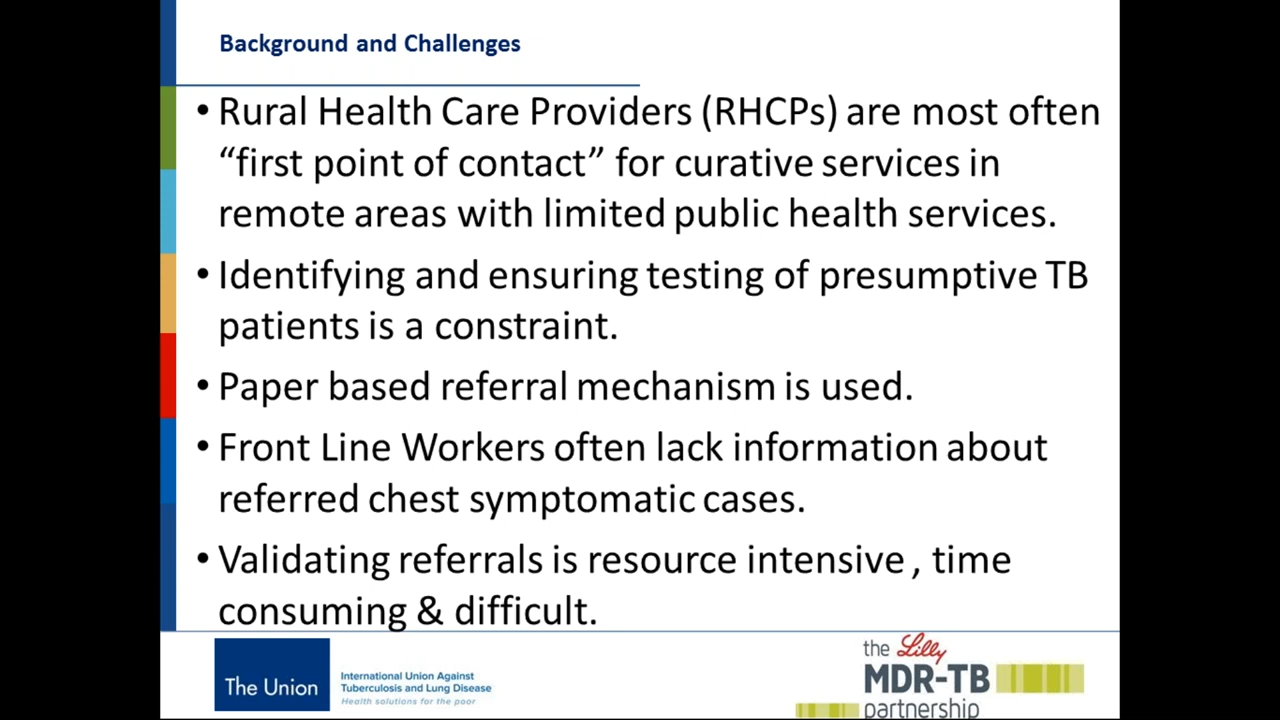 Background and Challenges
• Rural Health Care Providers (RHCPs) are most often
“first point of contact” for curative services in
remote areas with limited public health services.
• Identifying and ensuring testing of presumptive TB
patients is a constraint.
• Paper based referral mechanism is used.
• Front Line Workers often lack information about
referred chest symptomatic cases.
• Validating referrals is resource intensive , time
consuming & difficult.
The Union
International Union Against
Tuberculosis and Lung Disease
Health solutions for the poor
the Lilly
MDR-TB
partnership